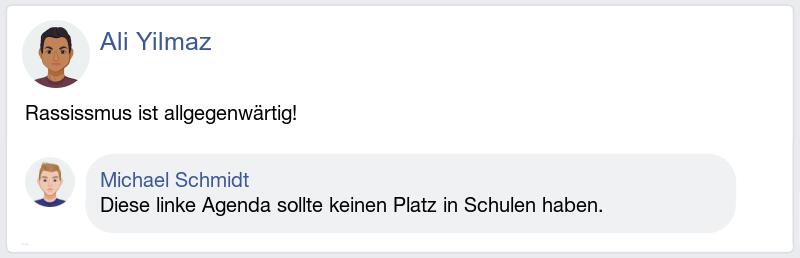 Ali Yilmaz
Rassissmus ist allgegenwärtig!
Michael Schmidt
Diese linke Agenda sollte keinen Platz in Schulen haben.